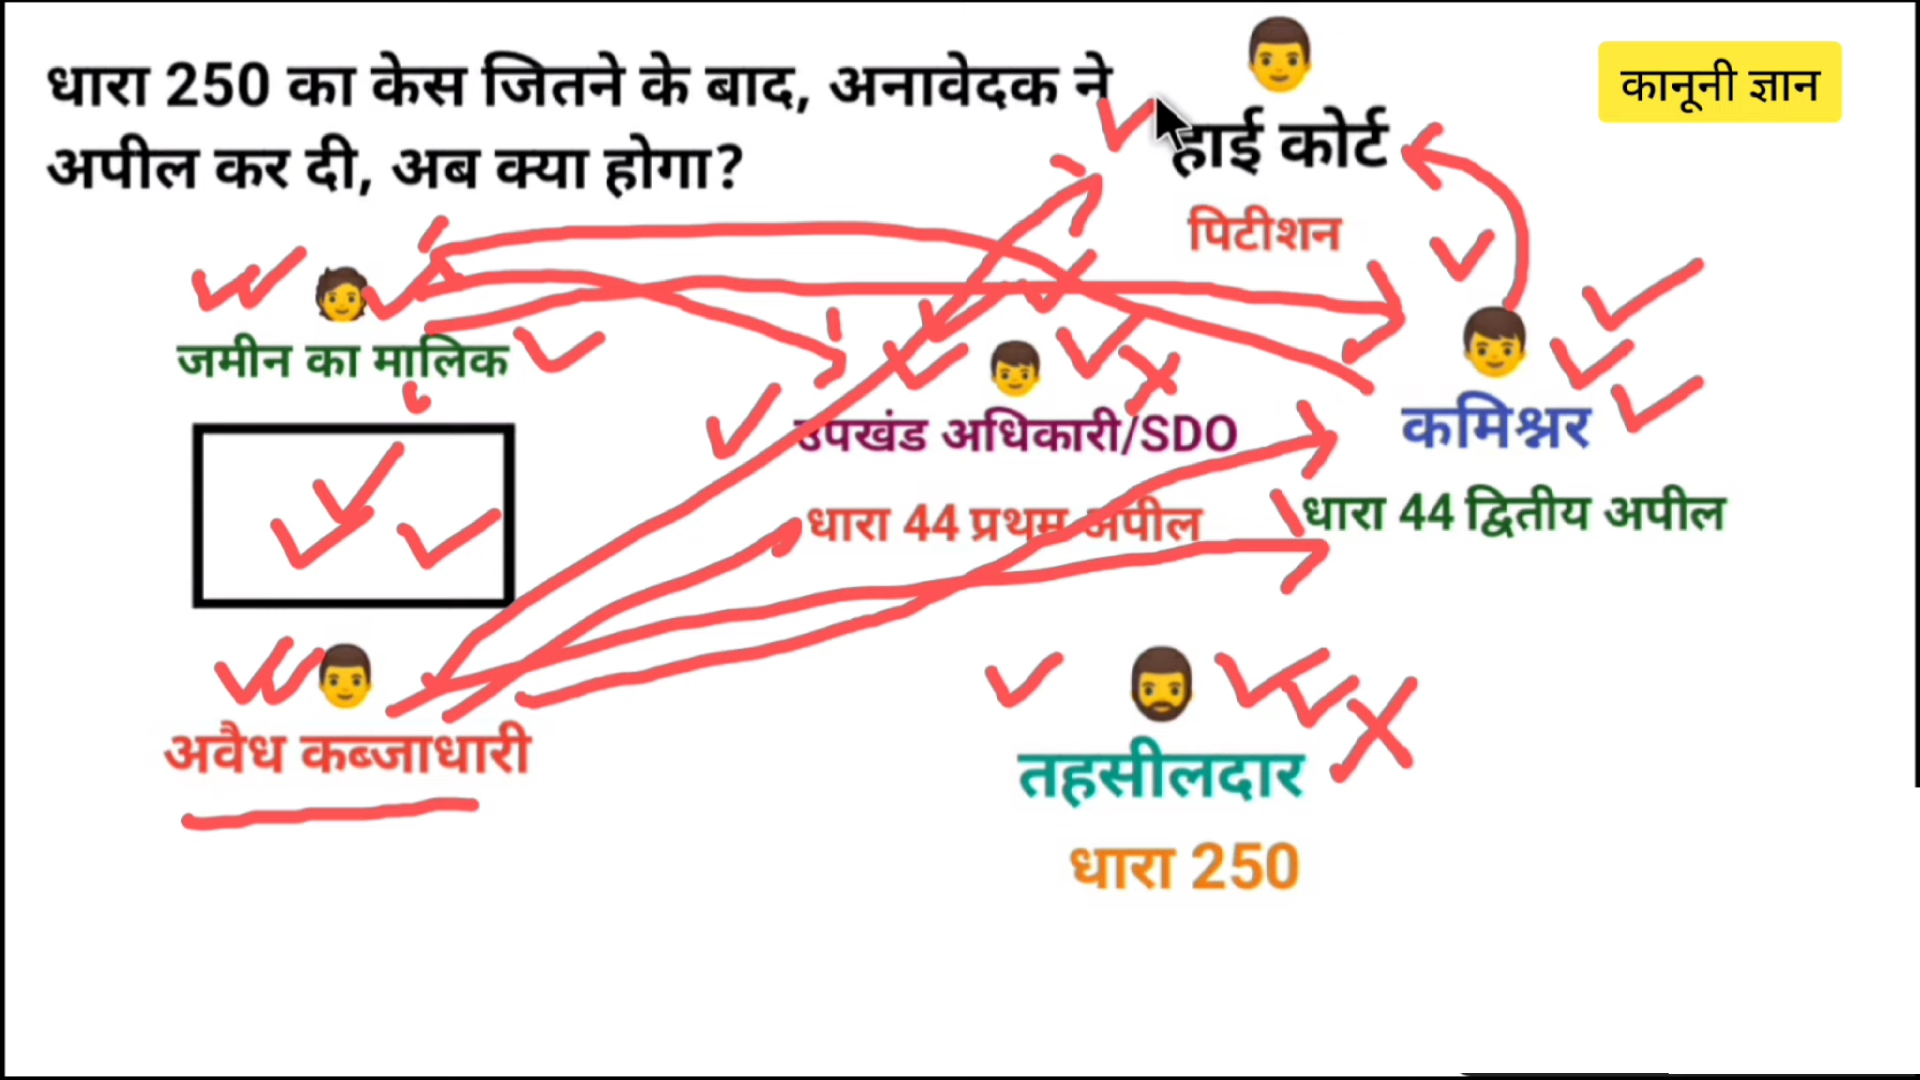 धारा 250 का केस जितने के बाद, अनावेदक ने
अपील कर दी, अब क्या होगा?
कानूनी ज्ञान
हाई कोर्ट
पिटीशन
जमीन का मालिक
उपखंड अधिकारी/SDO
धारा 44 प्रथम अपील
कमिश्नर
धारा 44 द्वितीय अपील
अवैध कब्जाधारी
तहसीलदार
धारा 250